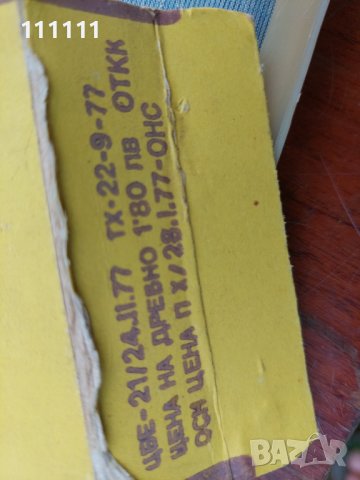 111111
ЦВЕ-21/24.II.77 ТХ-22-9-77
ЦЕНА НА ДРЕБНО 1·80 ЛВ ОТКК
ОСН ЦЕНА П Х/28.I.77-ОНС
BAZAR